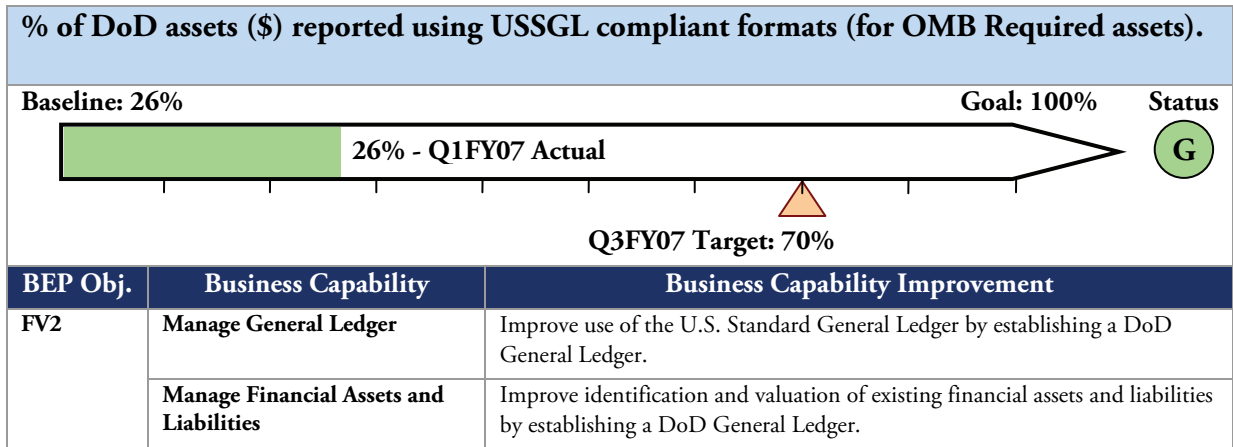 % of DoD assets ($) reported using USSGL compliant formats (for OMB Required assets).
Baseline: 26%
Goal: 100%
Status
26% - Q1FY07 Actual
G
Q3FY07 Target: 70%
BEP Obj.
Business Capability
Business Capability Improvement
FV2
Manage General Ledger
Improve use of the U.S. Standard General Ledger by establishing a DoD
General Ledger.
Manage Financial Assets and
Liabilities
Improve identification and valuation of existing financial assets and liabilities
by establishing a DoD General Ledger.